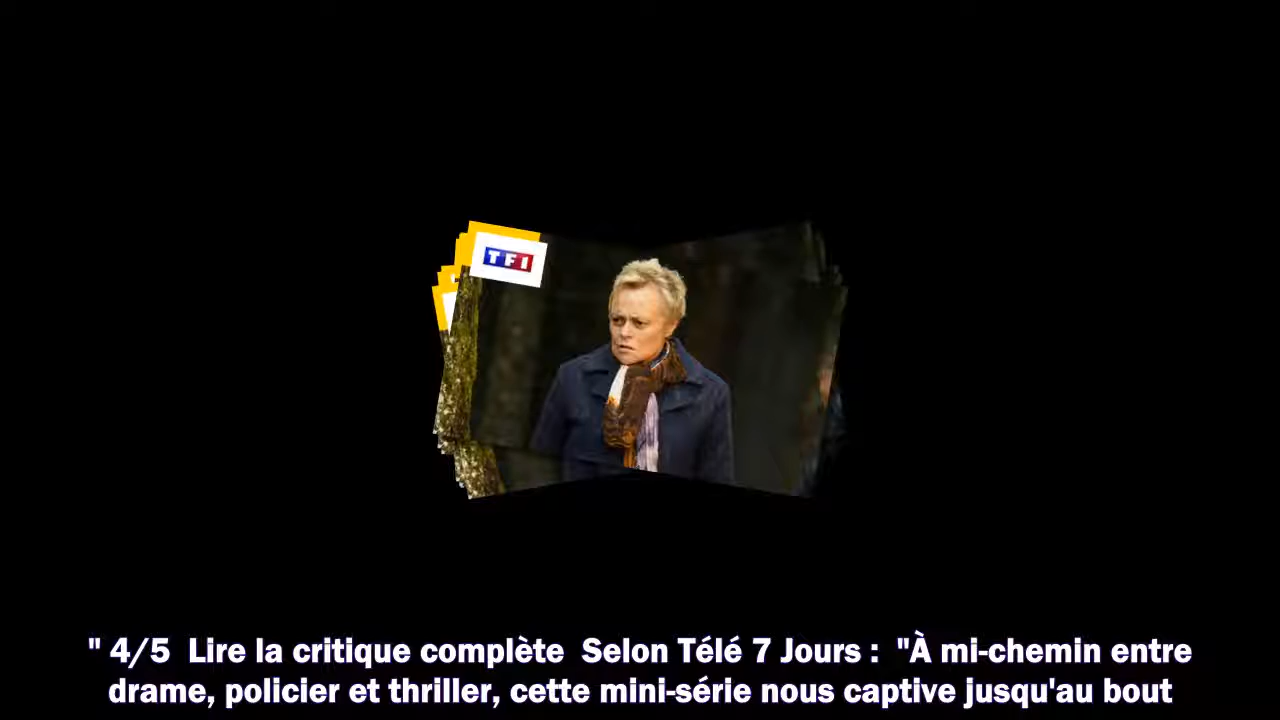 TF1
" 4/5  Lire la critique complète  Selon Télé 7 Jours :  "À mi-chemin entre
drame, policier et thriller, cette mini-série nous captive jusqu'au bout